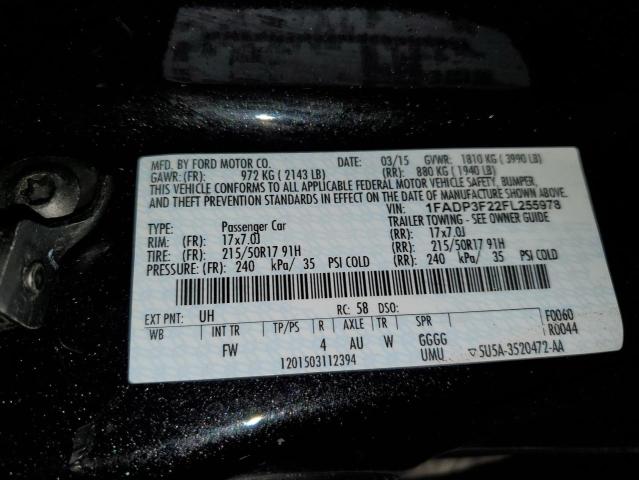 MFD. BY FORD MOTOR CO. DATE: 03/15 GVWR: 1810 KG ( 3990 LB)
GAWR:(FR): 972 KG ( 2143 LB) (RR): 880 KG ( 1940 LB)
THIS VEHICLE CONFORMS TO ALL APPLICABLE FEDERAL MOTOR VEHICLE SAFETY, BUMPER,
AND THEFT PREVENTION STANDARDS IN EFFECT ON THE DATE OF MANUFACTURE SHOWN ABOVE.
VIN: 1FADP3F22FL255978
TYPE: Passenger Car TRAILER TOWING - SEE OWNER GUIDE
RIM: (FR): 17x7.0J (RR): 17x7.0J
TIRE: (FR): 215/50R17 91H (RR): 215/50R17 91H
PRESSURE: (FR): 240 kPa/ 35 PSI COLD (RR): 240 kPa/ 35 PSI COLD
EXT PNT: UH RC: 58 DSO: F0060
WB INT TR TP/PS R AXLE TR SPR R0044
FW 4 AU W GGGG
1201503112394 UMU ▽5U5A-3520472-AA